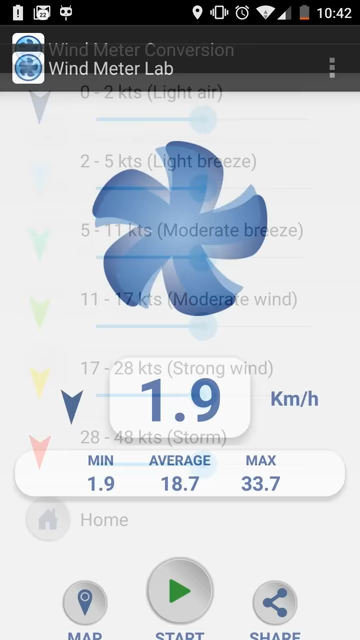 10:42
Wind Meter Conversion
Wind Meter Lab
0 - 2 kts (Light air)
2 - 5 kts (Light breeze)
5 - 11 kts (Moderate breeze)
11 - 17 kts (Moderate wind)
17 - 28 kts (Strong wind)
1.9 Km/h
28 - 48 kts (Storm)
MIN AVERAGE MAX
1.9 18.7 33.7
Home
MAP START SHARE